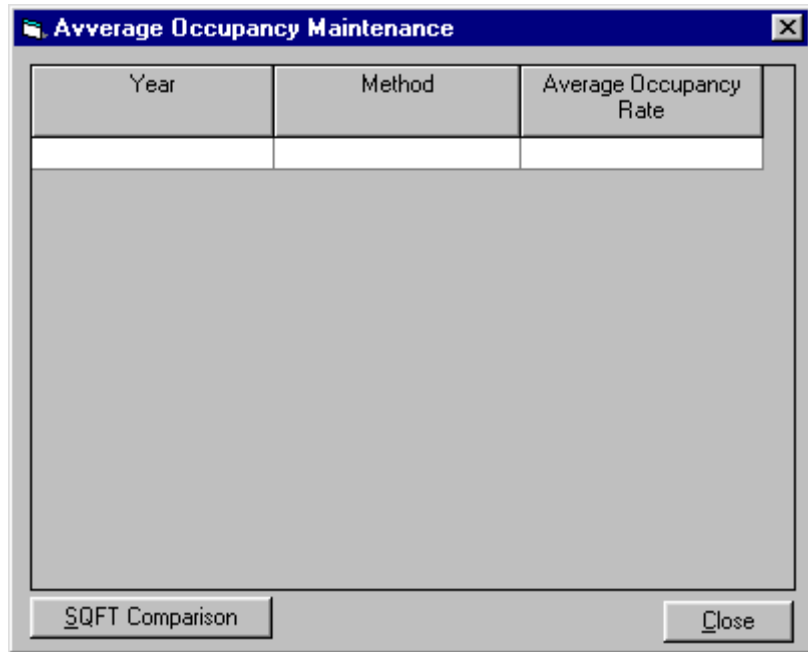 Avverage Occupancy Maintenance
Year Method Average Occupancy
Rate
SQFT Comparison Close